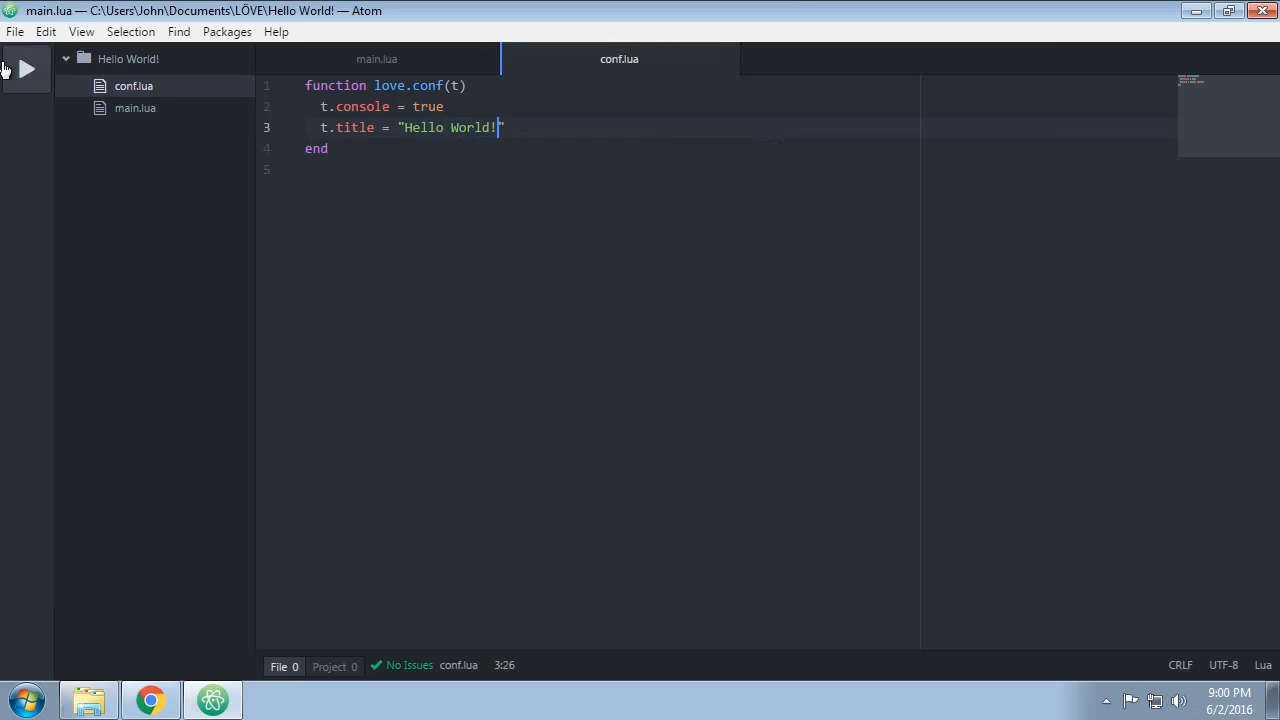 main.lua — C:\Users\John\Documents\LÖVE\Hello World! — Atom
File Edit View Selection Find Packages Help
Hello World!
conf.lua
main.lua
main.lua conf.lua
1 function love.conf(t)
2 t.console = true
3 t.title = "Hello World!"
4 end
5
File 0 Project 0 No Issues conf.lua 3:26 CRLF UTF-8 Lua
9:00 PM
6/2/2016